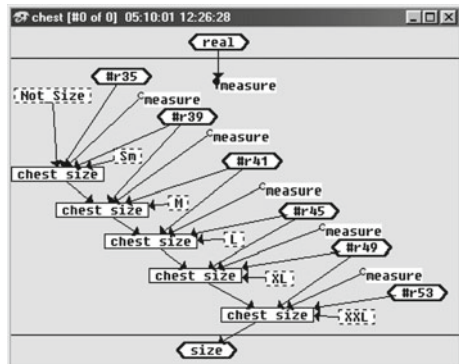 chest [#0 of 0] 05:10:01 12:26:28
real
#r35
measure
Not Size
measure
#r39
measure
Sm
#r41
chest size
measure
M
chest size
#r45
L
measure
chest size
#r49
XL
measure
chest size
#r53
XXL
chest size
size